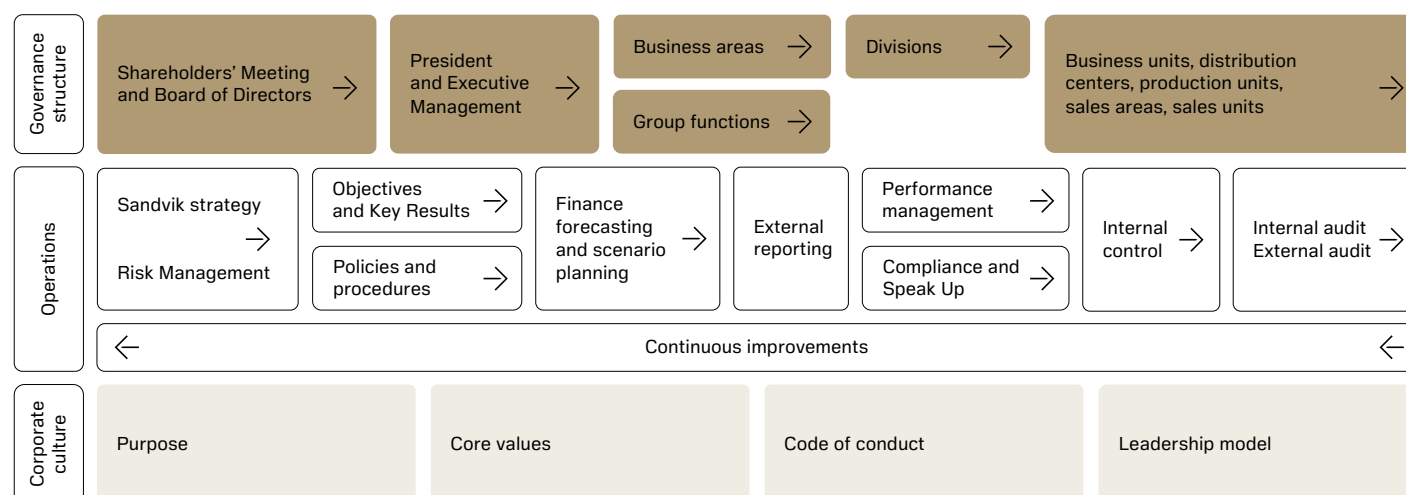 Governance
structure
Shareholders’ Meeting
and Board of Directors
President
and Executive
Management
Business areas
Group functions
Divisions
Business units, distribution
centers, production units,
sales areas, sales units
Operations
Sandvik strategy
Risk Management
Objectives
and Key Results
Policies and
procedures
Finance
forecasting
and scenario
planning
External
reporting
Performance
management
Compliance and
Speak Up
Internal
control
Internal audit
External audit
Continuous improvements
Corporate
culture
Purpose
Core values
Code of conduct
Leadership model